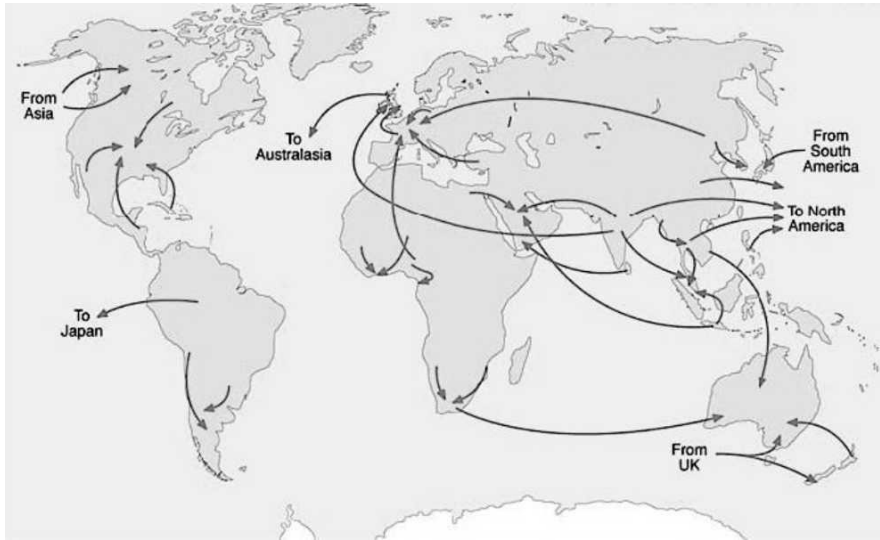 From
Asia
To
Australasia
From
South
America
To North
America
To
Japan
From
UK